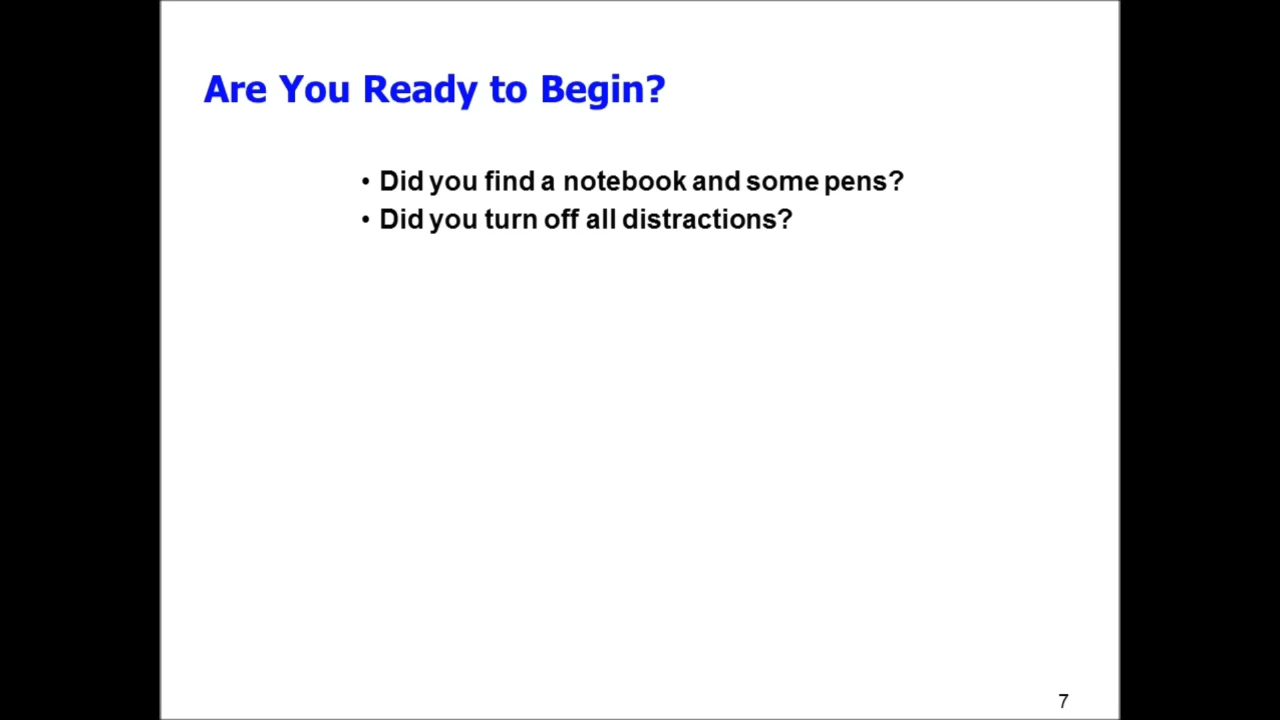 Are You Ready to Begin?
• Did you find a notebook and some pens?
• Did you turn off all distractions?
7